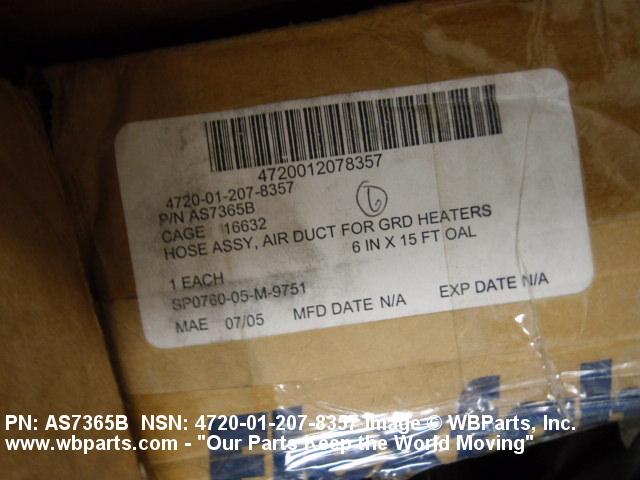 4720012078357
4720-01-207-8357
P/N AS7365B
CAGE 16632
HOSE ASSY, AIR DUCT FOR GRD HEATERS
6 IN X 15 FT OAL
1 EACH
SP0760-05-M-9751
MAE 07/05 MFD DATE N/A EXP DATE N/A
PN: AS7365B NSN: 4720-01-207-8357 Image © WBParts, Inc.
www.wbparts.com - "Our Parts Keep the World Moving"